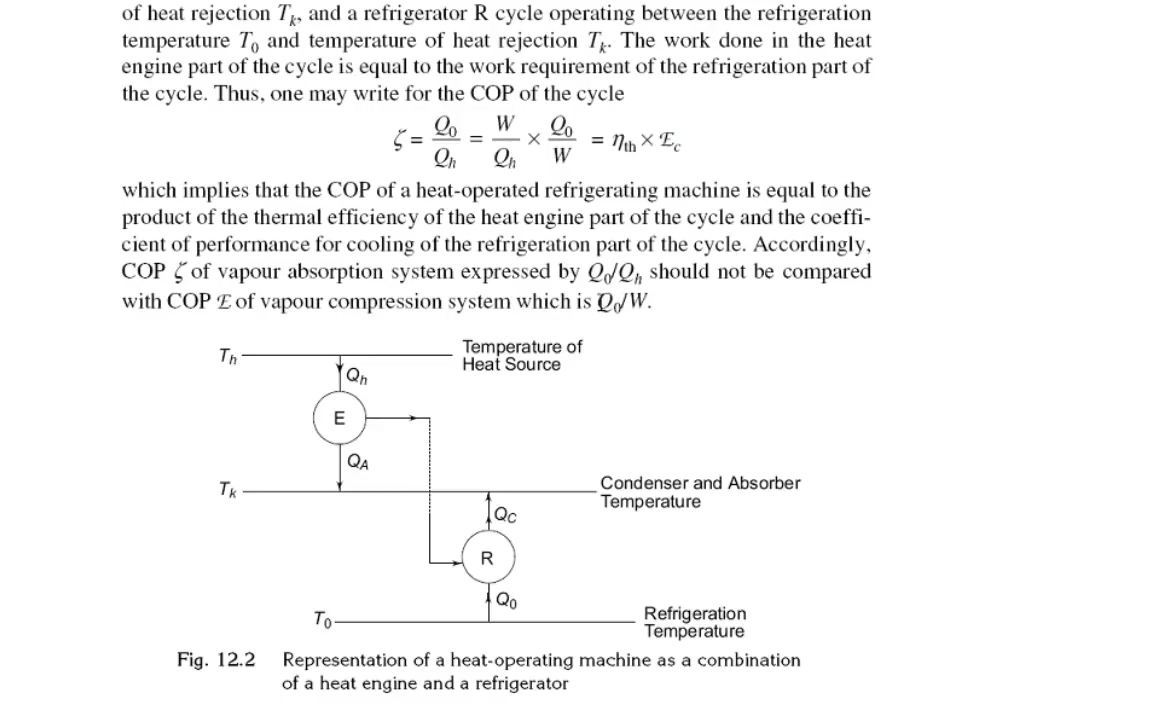 of heat rejection Tₖ, and a refrigerator R cycle operating between the refrigeration
temperature T₀ and temperature of heat rejection Tₖ. The work done in the heat
engine part of the cycle is equal to the work requirement of the refrigeration part of
the cycle. Thus, one may write for the COP of the cycle
ζ = Q₀/Qₕ = W/Qₕ × Q₀/W = ηth × ℰc
which implies that the COP of a heat-operated refrigerating machine is equal to the
product of the thermal efficiency of the heat engine part of the cycle and the coeffi-
cient of performance for cooling of the refrigeration part of the cycle. Accordingly,
COP ζ of vapour absorption system expressed by Q₀/Qₕ should not be compared
with COP ℰ of vapour compression system which is Q₀/W.
Th
Temperature of
Heat Source
Qh
E
QA
Tk
Condenser and Absorber
Temperature
QC
R
Q0
T0
Refrigeration
Temperature
Fig. 12.2 Representation of a heat-operating machine as a combination
of a heat engine and a refrigerator